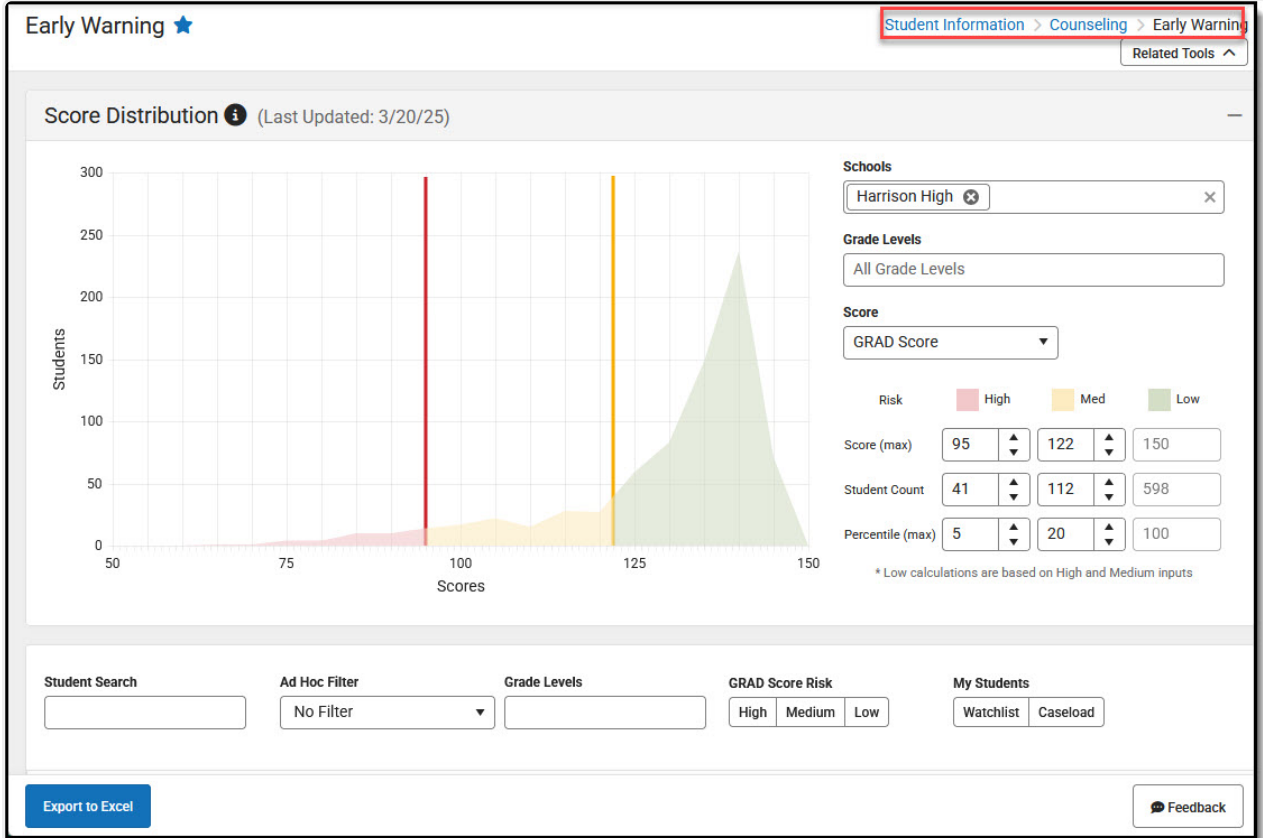 Early Warning
Student Information > Counseling > Early Warning
Related Tools
Score Distribution (Last Updated: 3/20/25)
300
250
200
150
100
50
0
Students
50 75 100 125 150
Scores
Schools
Harrison High
Grade Levels
All Grade Levels
Score
GRAD Score
Risk High Med Low
Score (max) 95 122 150
Student Count 41 112 598
Percentile (max) 5 20 100
* Low calculations are based on High and Medium inputs
Student Search Ad Hoc Filter Grade Levels GRAD Score Risk My Students
No Filter High Medium Low Watchlist Caseload
Export to Excel Feedback